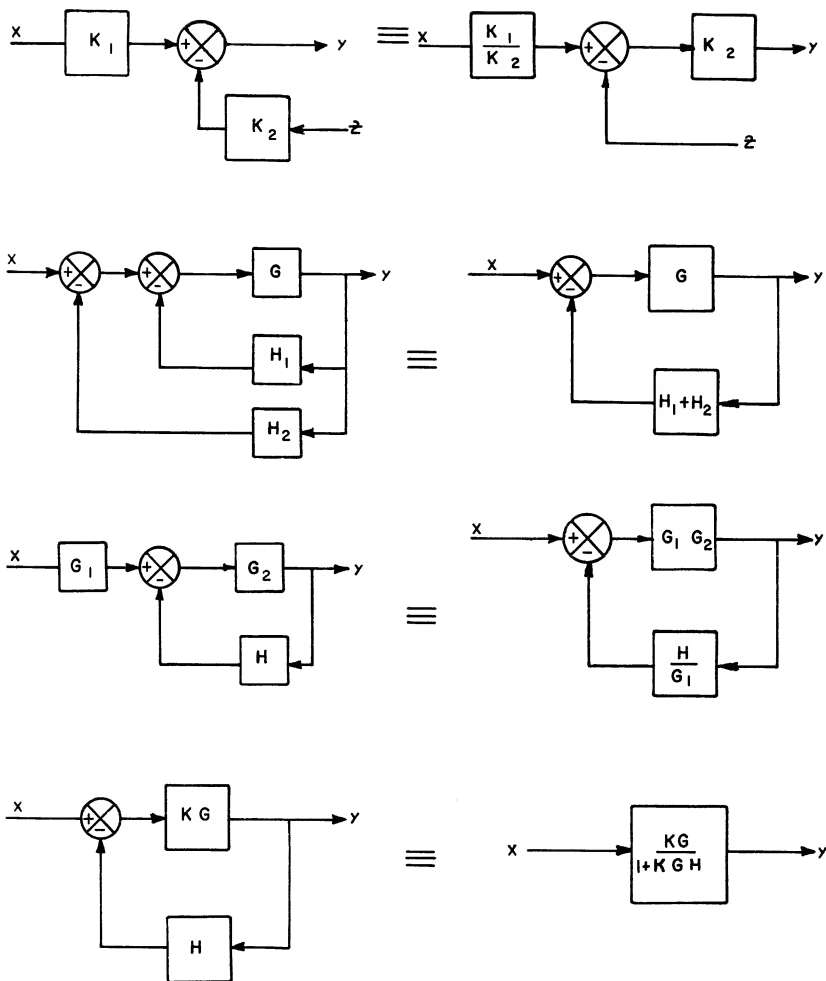 X K1 + - y ≡ X K1/K2 + - K2 y
K2 Z Z
X + - + - G y X + - G y
H1 ≡
H2 H1+H2
X G1 + - G2 y ≡ X + - G1 G2 y
H H/G1
X + - KG y ≡ X KG/1+KGH y
H